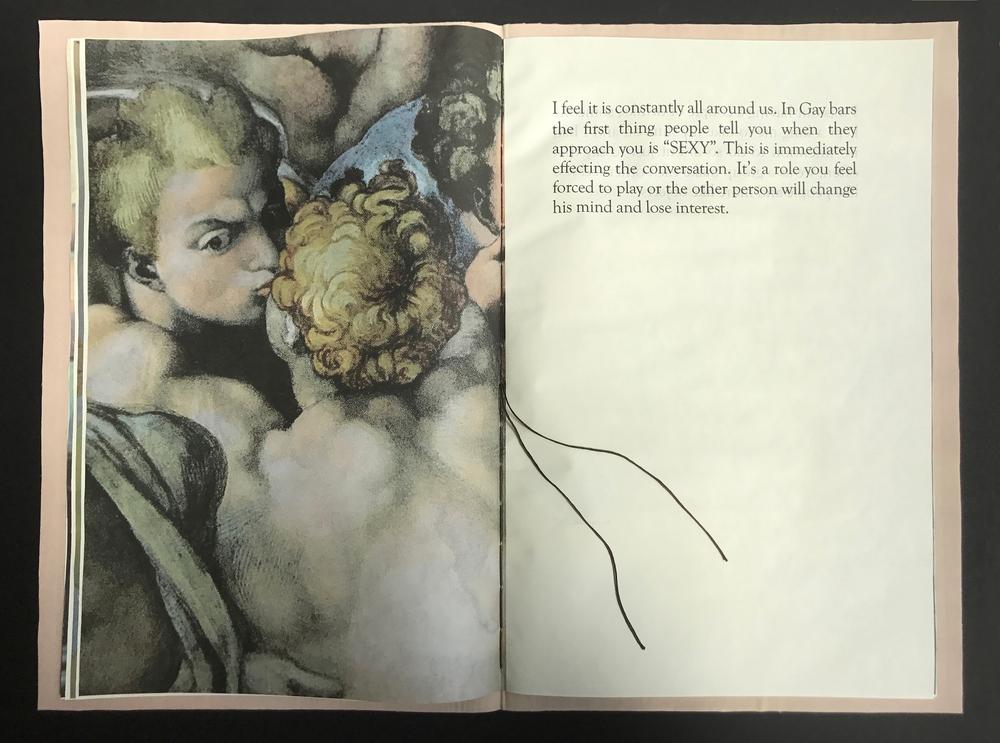 I feel it is constantly all around us. In Gay bars
the first thing people tell you when they
approach you is “SEXY”. This is immediately
effecting the conversation. It’s a role you feel
forced to play or the other person will change
his mind and lose interest.